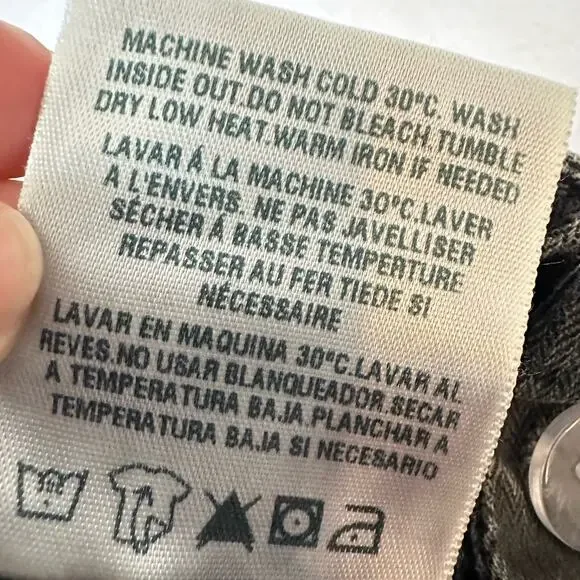 MACHINE WASH COLD 30°C. WASH
INSIDE OUT.DO NOT BLEACH.TUMBLE
DRY LOW HEAT.WARM IRON IF NEEDED
LAVAR Á LA MACHINE 30°C.LAVER
A L'ENVERS. NE PAS JAVELLISER
SÉCHER Á BASSE TEMPERTURE
REPASSER AU FER TIEDE SI
NÉCESSAIRE
LAVAR EN MAQUINA 30°C.LAVAR AL
REVES.NO USAR BLANQUEADOR.SECAR
A TEMPERATURA BAJA.PLANCHAR A
TEMPERATURA BAJA SI NECESARIO